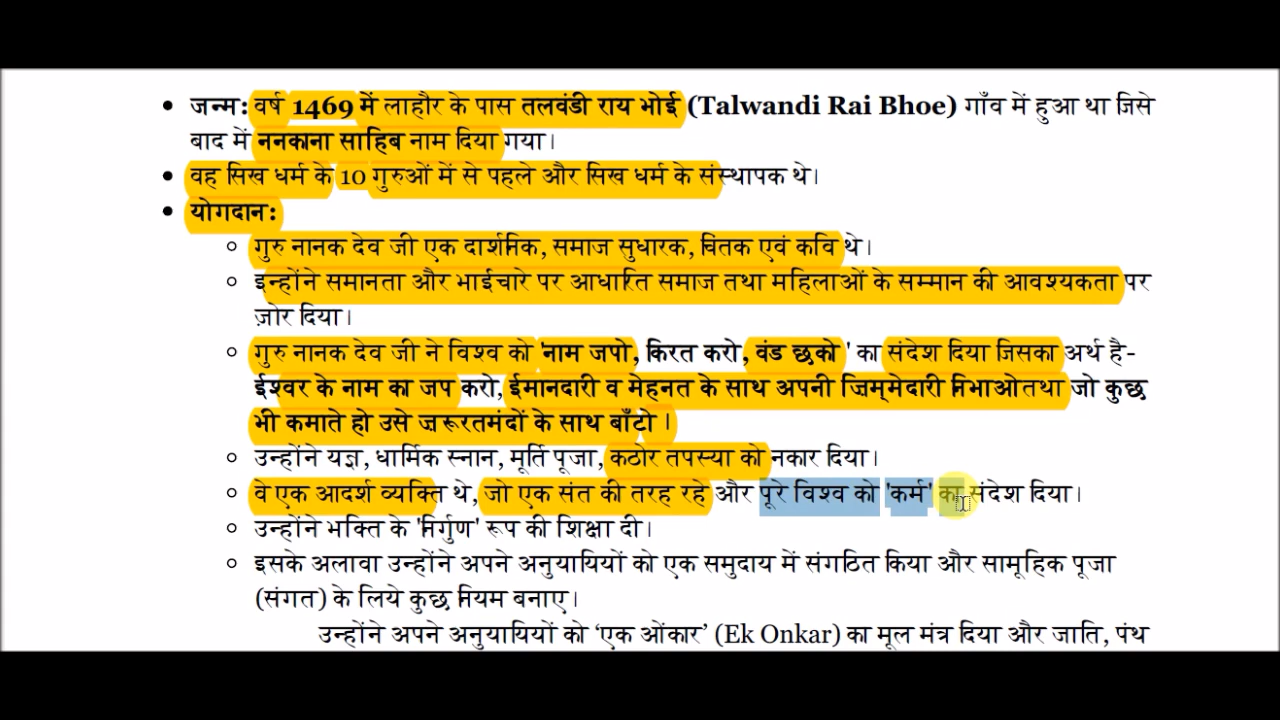 • जन्म: वर्ष 1469 में लाहौर के पास तलवंडी राय भोई (Talwandi Rai Bhoe) गाँव में हुआ था जिसे
बाद में ननकाना साहिब नाम दिया गया।
• वह सिख धर्म के 10 गुरुओं में से पहले और सिख धर्म के संस्थापक थे।
• योगदान:
○ गुरु नानक देव जी एक दार्शनिक, समाज सुधारक, चिंतक एवं कवि थे।
○ इन्होंने समानता और भाईचारे पर आधारित समाज तथा महिलाओं के सम्मान की आवश्यकता पर
ज़ोर दिया।
○ गुरु नानक देव जी ने विश्व को 'नाम जपो, किरत करो, वंड छको ' का संदेश दिया जिसका अर्थ है-
ईश्वर के नाम का जप करो, ईमानदारी व मेहनत के साथ अपनी ज़िम्मेदारी निभाओ तथा जो कुछ
भी कमाते हो उसे ज़रूरतमंदों के साथ बाँटो ।
○ उन्होंने यज्ञ, धार्मिक स्नान, मूर्ति पूजा, कठोर तपस्या को नकार दिया।
○ वे एक आदर्श व्यक्ति थे, जो एक संत की तरह रहे और पूरे विश्व को 'कर्म' का संदेश दिया।
○ उन्होंने भक्ति के 'निर्गुण' रूप की शिक्षा दी।
○ इसके अलावा उन्होंने अपने अनुयायियों को एक समुदाय में संगठित किया और सामूहिक पूजा
(संगत) के लिये कुछ नियम बनाए।
उन्होंने अपने अनुयायियों को ‘एक ओंकार’ (Ek Onkar) का मूल मंत्र दिया और जाति, पंथ